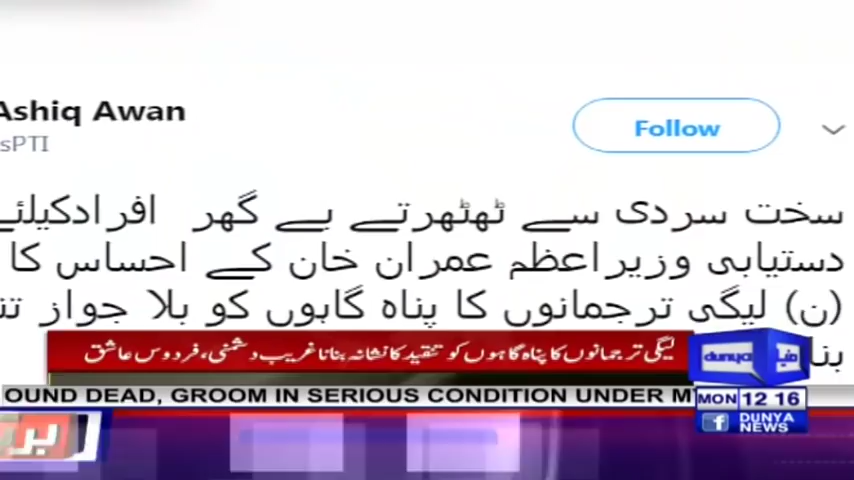 Ashiq Awan
sPTI
Follow
سخت سردی سے ٹھٹھرتے بے گھر افرادکیلئے
دستیابی وزیراعظم عمران خان کے احساس کا
(ن) لیگی ترجمانوں کا پناہ گاہوں کو بلا جواز
لیگی ترجمانوں کا پناہ گاہوں کو تنقید کا نشانہ بنانا غریب دشمنی، فردوس عاشق
dunya دنیا
OUND DEAD, GROOM IN SERIOUS CONDITION UNDER M
MON 12 16
DUNYA NEWS